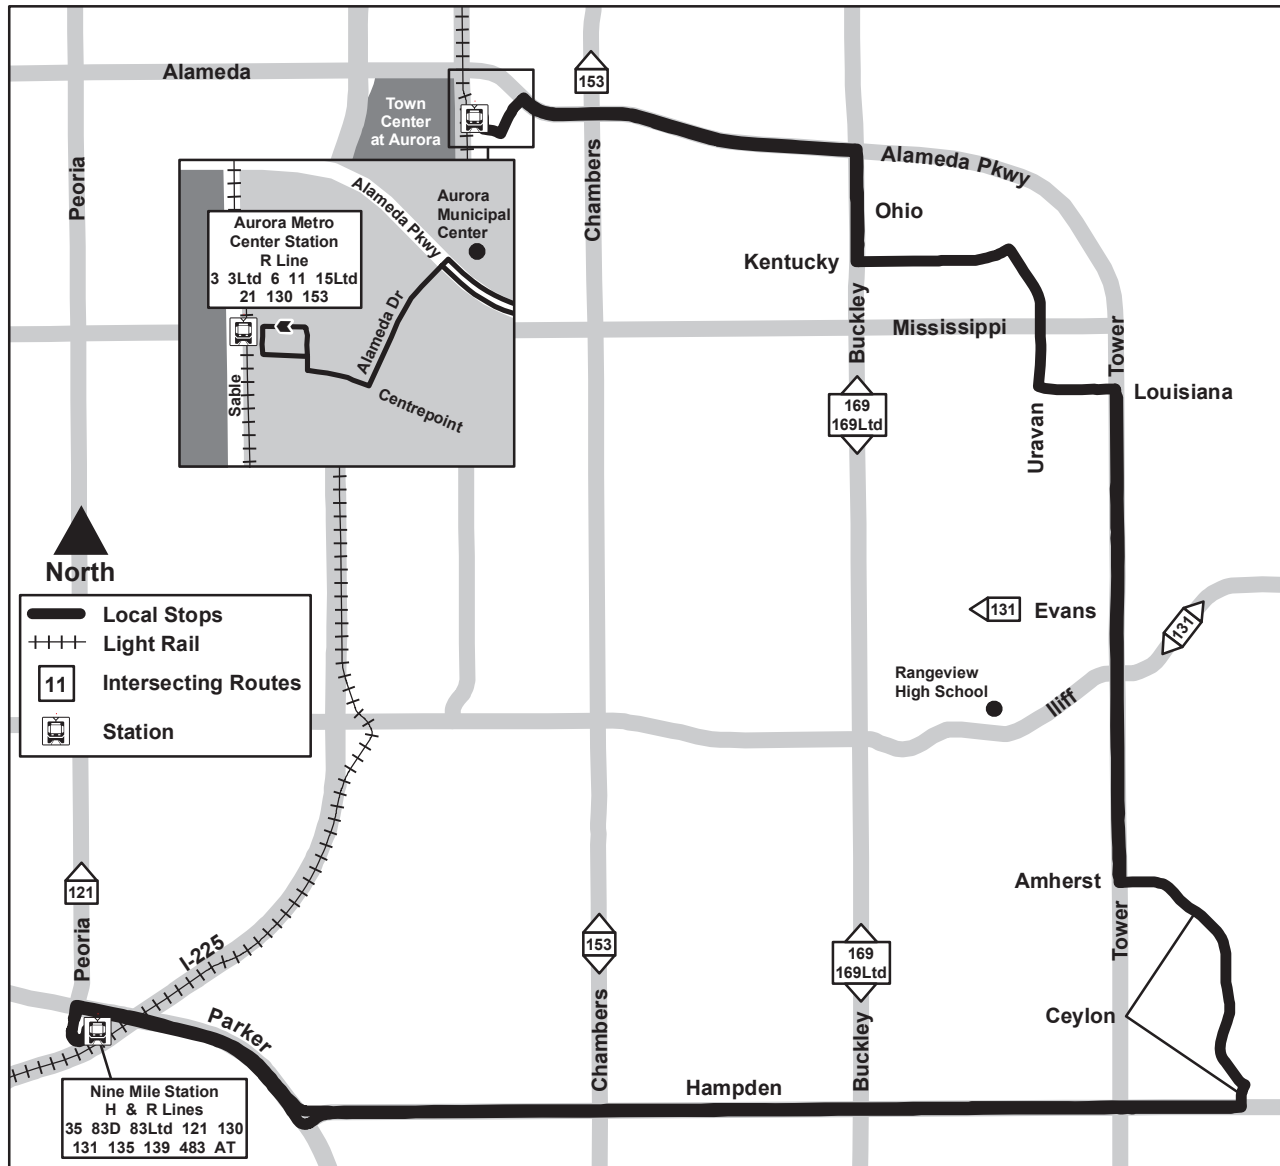 Alameda
153
Town
Center
at Aurora
Peoria
Chambers
Alameda Pkwy
Ohio
Kentucky
Alameda Pkwy
Aurora
Municipal
Center
Aurora Metro
Center Station
R Line
3 3Ltd 6 11 15Ltd
21 130 153
Alameda Dr
Sable
Centrepoint
Buckley
Mississippi
Tower
Louisiana
169
169Ltd
Uravan
North
Local Stops
Light Rail
11 Intersecting Routes
Station
131 Evans
131
Rangeview
High School
Iliff
121
Peoria
I-225
Amherst
Tower
153
169
169Ltd
Ceylon
Parker
Chambers
Buckley
Hampden
Nine Mile Station
H & R Lines
35 83D 83Ltd 121 130
131 135 139 483 AT